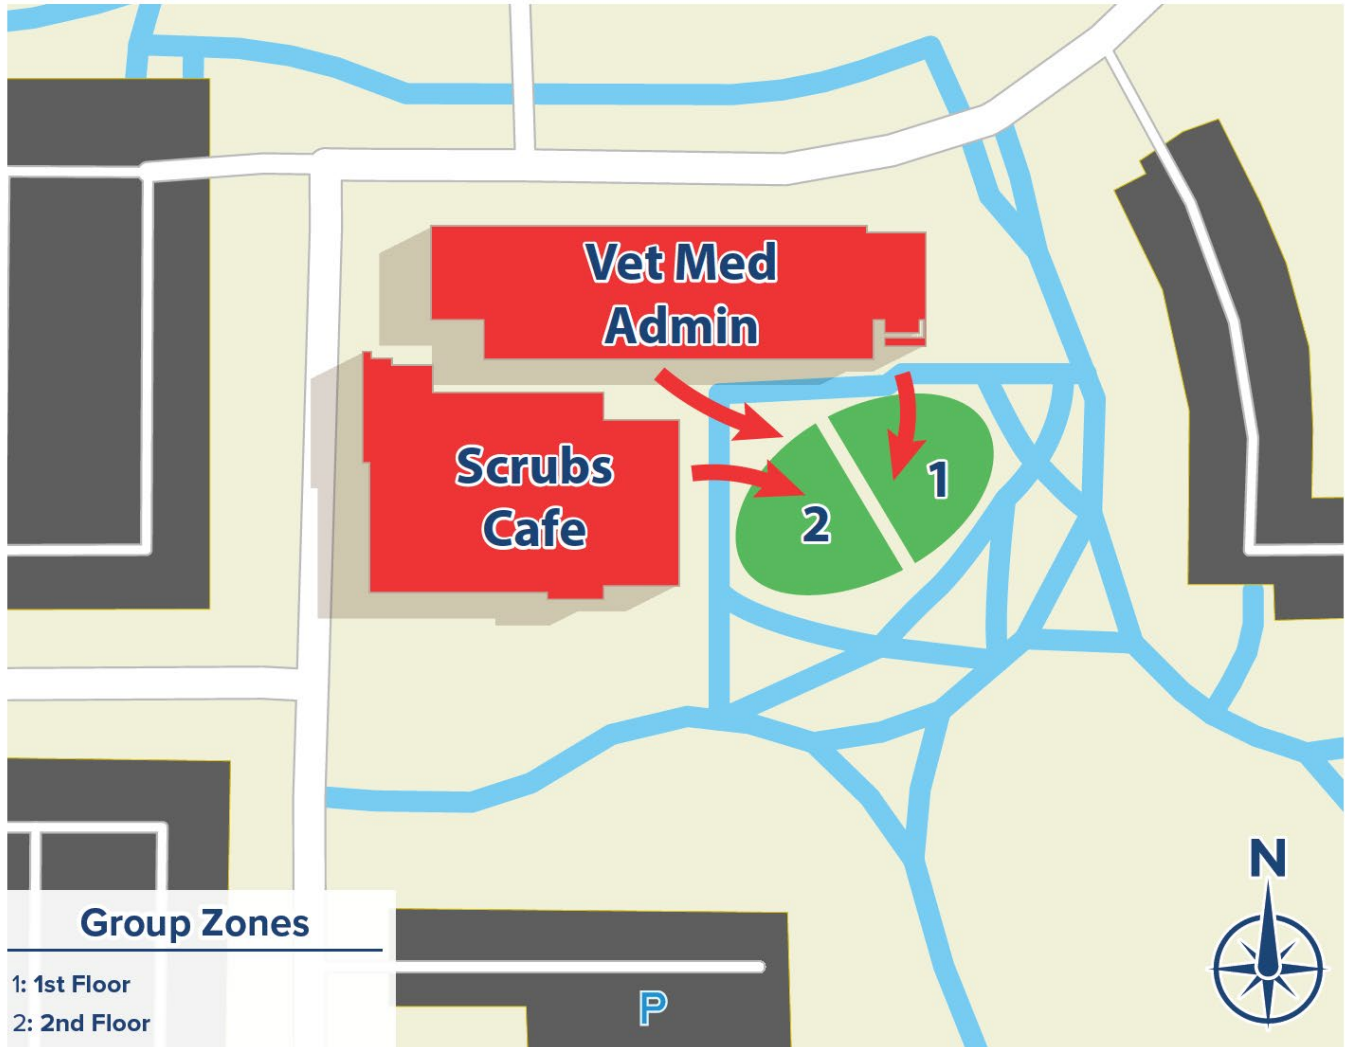 Vet Med
Admin
Scrubs
Cafe
1
2
N
Group Zones
1: 1st Floor
2: 2nd Floor
P